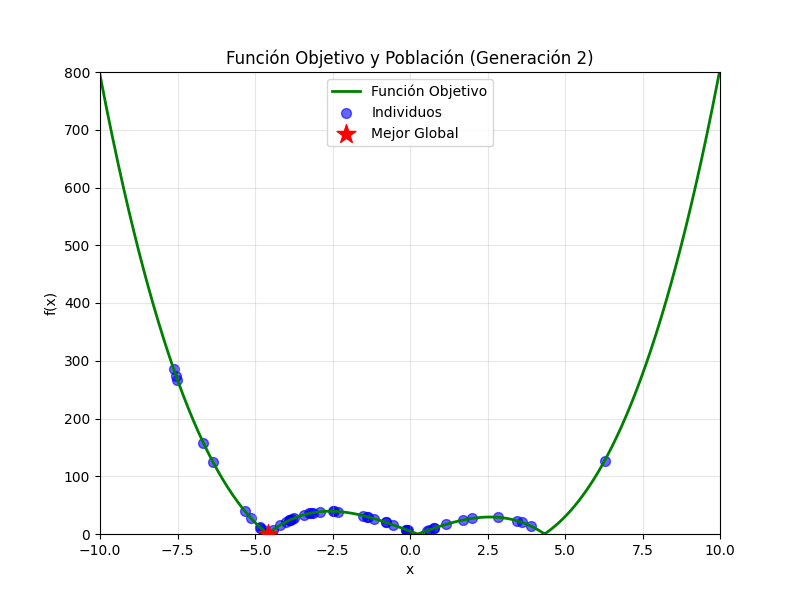 Función Objetivo y Población (Generación 2)
Función Objetivo
Individuos
Mejor Global
800
700
600
500
400
300
200
100
0
f(x)
−10.0 −7.5 −5.0 −2.5 0.0 2.5 5.0 7.5 10.0
x